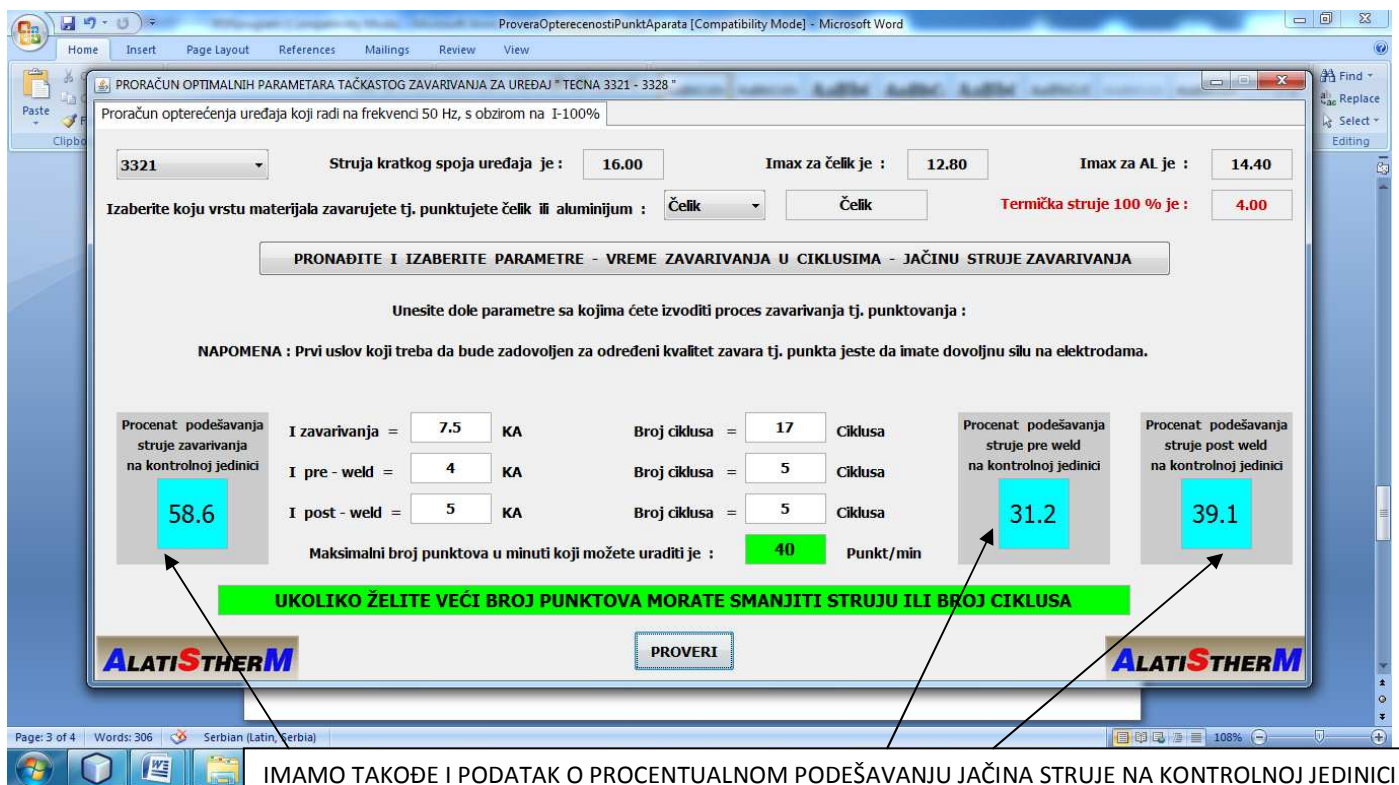 ProveraOpterecenostiPunktAparata [Compatibility Mode] - Microsoft Word
Home Insert Page Layout References Mailings Review View
Paste
Find
Replace
Select
Editing
PRORAČUN OPTIMALNIH PARAMETARA TAČKASTOG ZAVARIVANJA ZA UREĐAJ " TECNA 3321 - 3328 "
Proračun opterećenja uređaja koji radi na frekvenci 50 Hz, s obzirom na I-100%
3321 Struja kratkog spoja uređaja je : 16.00 Imax za čelik je : 12.80 Imax za AL je : 14.40
Izaberite koju vrstu materijala zavarujete tj. punktujete čelik ili aluminijum : Čelik Čelik Termička struje 100 % je : 4.00
PRONAĐITE I IZABERITE PARAMETRE - VREME ZAVARIVANJA U CIKLUSIMA - JAČINU STRUJE ZAVARIVANJA
Unesite dole parametre sa kojima ćete izvoditi proces zavarivanja tj. punktovanja :
NAPOMENA : Prvi uslov koji treba da bude zadovoljen za određeni kvalitet zavara tj. punkta jeste da imate dovoljnu silu na elektrodama.
Procenat podešavanja
struje zavarivanja
na kontrolnoj jedinici
58.6
I zavarivanja = 7.5 KA Broj ciklusa = 17 Ciklusa
I pre - weld = 4 KA Broj ciklusa = 5 Ciklusa
I post - weld = 5 KA Broj ciklusa = 5 Ciklusa
Maksimalni broj punktova u minuti koji možete uraditi je : 40 Punkt/min
Procenat podešavanja
struje pre weld
na kontrolnoj jedinici
31.2
Procenat podešavanja
struje post weld
na kontrolnoj jedinici
39.1
UKOLIKO ŽELITE VEĆI BROJ PUNKTOVA MORATE SMANJITI STRUJU ILI BROJ CIKLUSA
ALATISTHERM PROVERI ALATISTHERM
Page: 3 of 4 Words: 306 Serbian (Latin, Serbia) 108%
IMAMO TAKOĐE I PODATAK O PROCENTUALNOM PODEŠAVANJU JAČINA STRUJE NA KONTROLNOJ JEDINICI